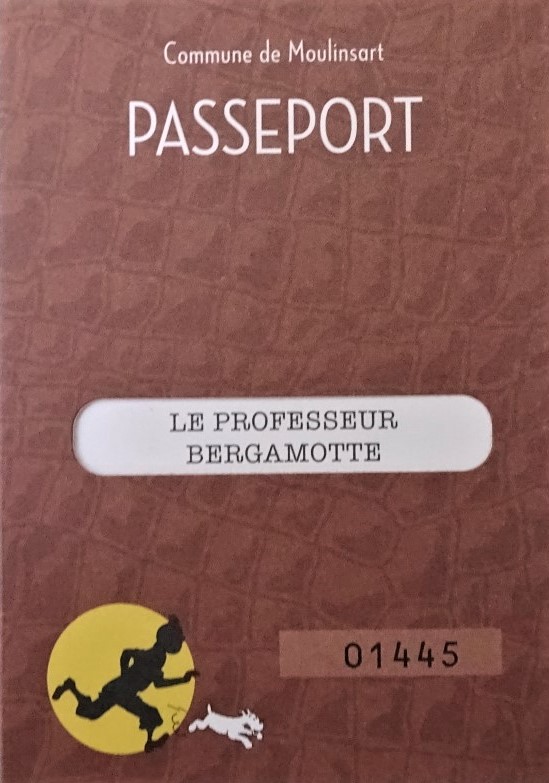 Commune de Moulinsart
PASSEPORT
LE PROFESSEUR
BERGAMOTTE
01445